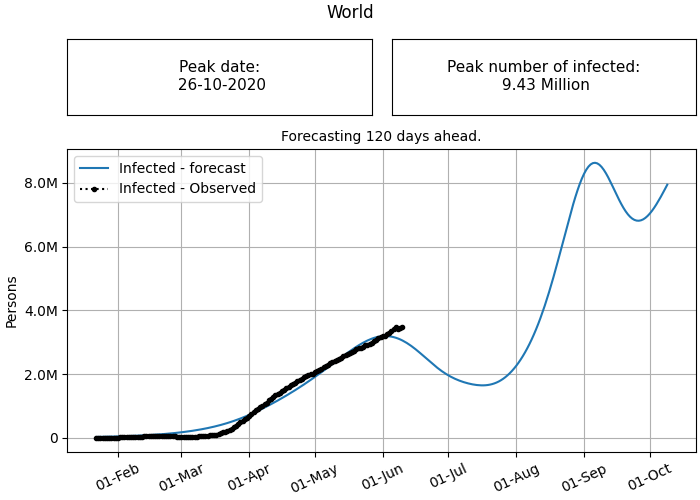 World
Peak date:
26-10-2020
Peak number of infected:
9.43 Million
Forecasting 120 days ahead.
Infected - forecast
Infected - Observed
Persons
8.0M
6.0M
4.0M
2.0M
0
01-Feb
01-Mar
01-Apr
01-May
01-Jun
01-Jul
01-Aug
01-Sep
01-Oct